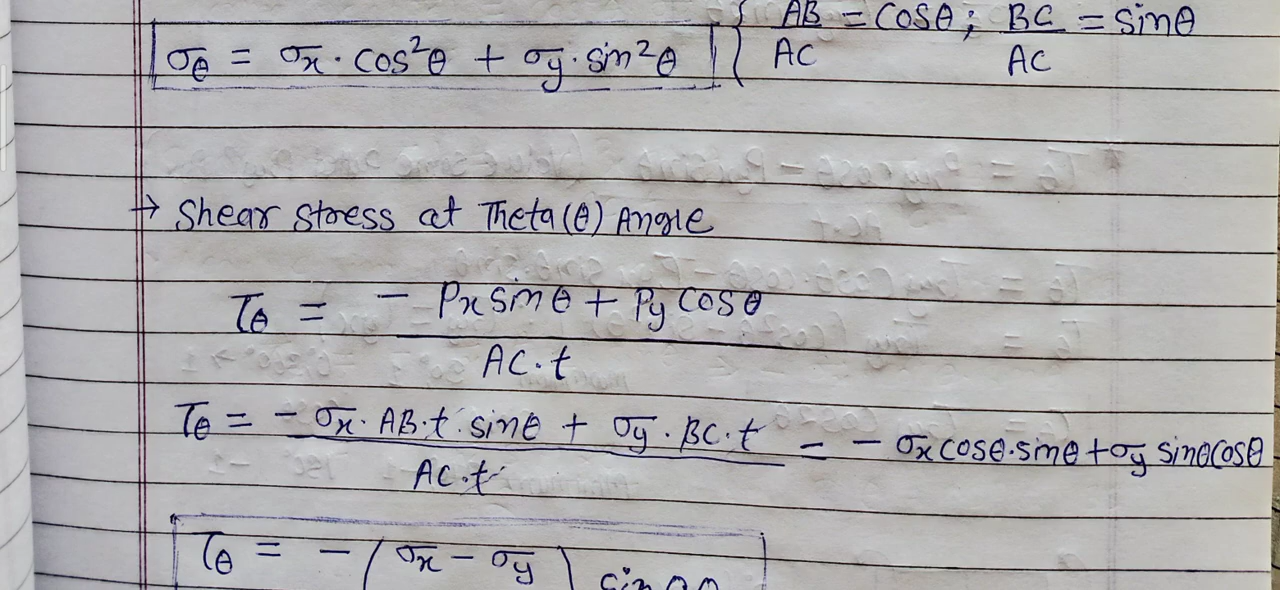 σθ = σx · cos²θ + σy · sin²θ { AB/AC = cosθ ; BC/AC = sinθ
→ Shear Stress at Theta (θ) Angle
τθ = - Px sinθ + Py cosθ / AC·t
τθ = - σx · AB·t · sinθ + σy · BC·t / AC·t = - σx cosθ·sinθ + σy sinθcosθ
τθ = - ( σx - σy )